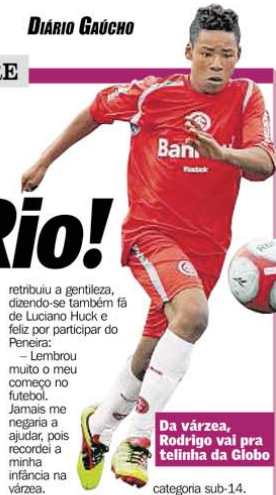 DIÁRIO GAÚCHO
RE
Rio!
retribuiu a gentileza,
dizendo-se também fã
de Luciano Huck e
feliz por participar do
Peneira:
– Lembrou
muito o meu
começo no
futebol.
Jamais me
negaria a
ajudar, pois
recordei a
minha
infância na
várzea.
Reebok
Da várzea,
Rodrigo vai pra
telinha da Globo
categoria sub-14.